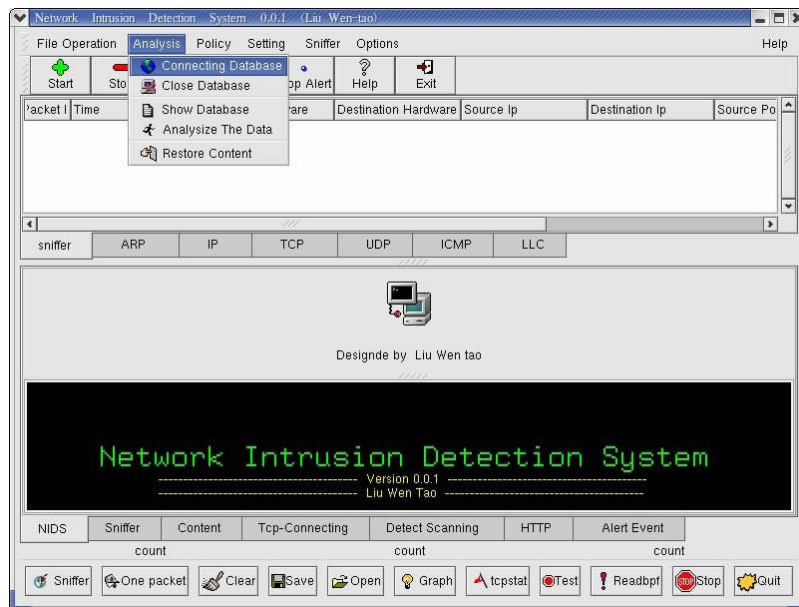 Network Intrusion Detection System 0.0.1 (Liu Wen-tao)
File Operation Analysis Policy Setting Sniffer Options Help
Connecting Database
Close Database
Show Database
Analysize The Data
Restore Content
Start Sto op Alert Help Exit
Packet I Time are Destination Hardware Source Ip Destination Ip Source Po
sniffer ARP IP TCP UDP ICMP LLC
Designde by Liu Wen tao
Network Intrusion Detection System
Version 0.0.1
Liu Wen Tao
NIDS Sniffer Content Tcp-Connecting Detect Scanning HTTP Alert Event
count count count
Sniffer One packet Clear Save Open Graph tcpstat Test Readbpf Stop Quit